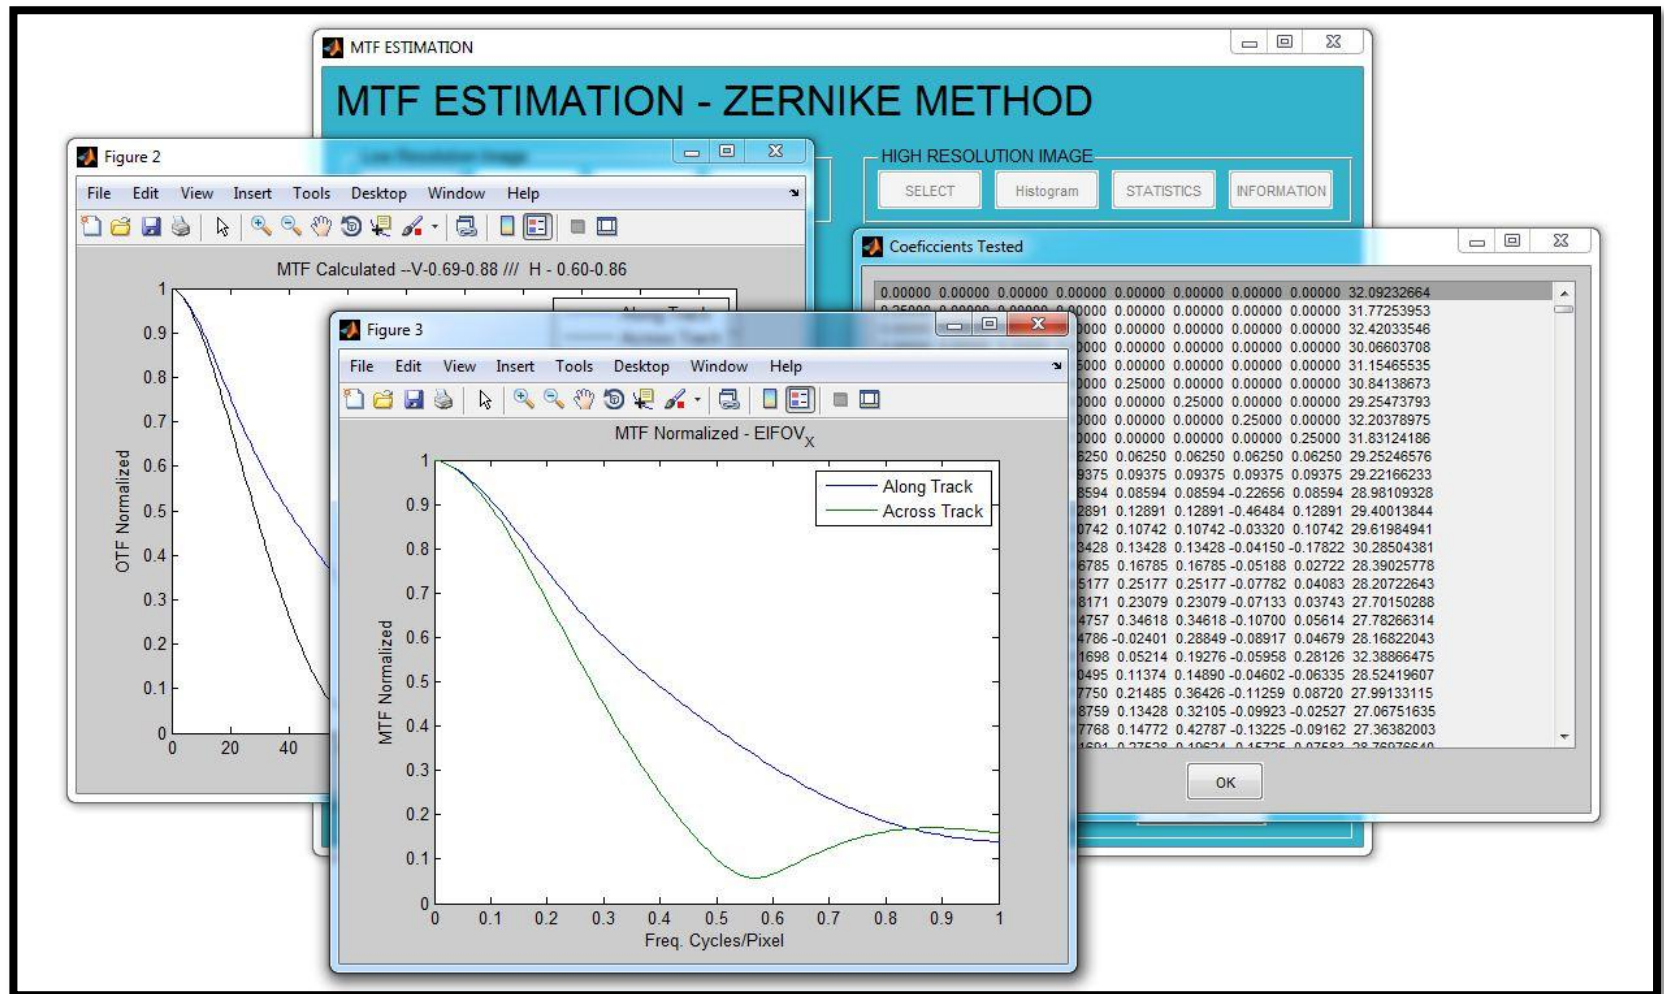 MTF ESTIMATION
MTF ESTIMATION - ZERNIKE METHOD
Low Resolution Image
HIGH RESOLUTION IMAGE
SELECT Histogram STATISTICS INFORMATION
Figure 2
File Edit View Insert Tools Desktop Window Help
MTF Calculated --V-0.69-0.88 /// H - 0.60-0.86
Along Track
Across Track
OTF Normalized
1
0.9
0.8
0.7
0.6
0.5
0.4
0.3
0.2
0.1
0
0 20 40
Figure 3
File Edit View Insert Tools Desktop Window Help
MTF Normalized - EIFOVX
Along Track
Across Track
MTF Normalized
1
0.9
0.8
0.7
0.6
0.5
0.4
0.3
0.2
0.1
0
0 0.1 0.2 0.3 0.4 0.5 0.6 0.7 0.8 0.9 1
Freq. Cycles/Pixel
Coeficcients Tested
0.00000 0.00000 0.00000 0.00000 0.00000 0.00000 0.00000 0.00000 32.09232664
0.00000 0.00000 0.00000 0.00000 31.77253953
0000 0.00000 0.00000 0.00000 0.00000 32.42033546
0000 0.00000 0.00000 0.00000 0.00000 30.06603708
5000 0.00000 0.00000 0.00000 0.00000 31.15465535
0000 0.25000 0.00000 0.00000 0.00000 30.84138673
0000 0.00000 0.25000 0.00000 0.00000 29.25473793
0000 0.00000 0.00000 0.25000 0.00000 32.20378975
0000 0.00000 0.00000 0.00000 0.25000 31.83124186
6250 0.06250 0.06250 0.06250 0.06250 29.25246576
9375 0.09375 0.09375 0.09375 0.09375 29.22166233
8594 0.08594 0.08594 -0.22656 0.08594 28.98109328
2891 0.12891 0.12891 -0.46484 0.12891 29.40013844
0742 0.10742 0.10742 -0.03320 0.10742 29.61984941
3428 0.13428 0.13428 -0.04150 -0.17822 30.28504381
6785 0.16785 0.16785 -0.05188 0.02722 28.39025778
5177 0.25177 0.25177 -0.07782 0.04083 28.20722643
8171 0.23079 0.23079 -0.07133 0.03743 27.70150288
4757 0.34618 0.34618 -0.10700 0.05614 27.78266314
4786 -0.02401 0.28849 -0.08917 0.04679 28.16822043
1698 0.05214 0.19276 -0.05958 0.28126 32.38866475
0495 0.11374 0.14890 -0.04602 -0.06335 28.52419607
7750 0.21485 0.36426 -0.11259 0.08720 27.99133115
8759 0.13428 0.32105 -0.09923 -0.02527 27.06751635
7768 0.14772 0.42787 -0.13225 -0.09162 27.36382003
OK